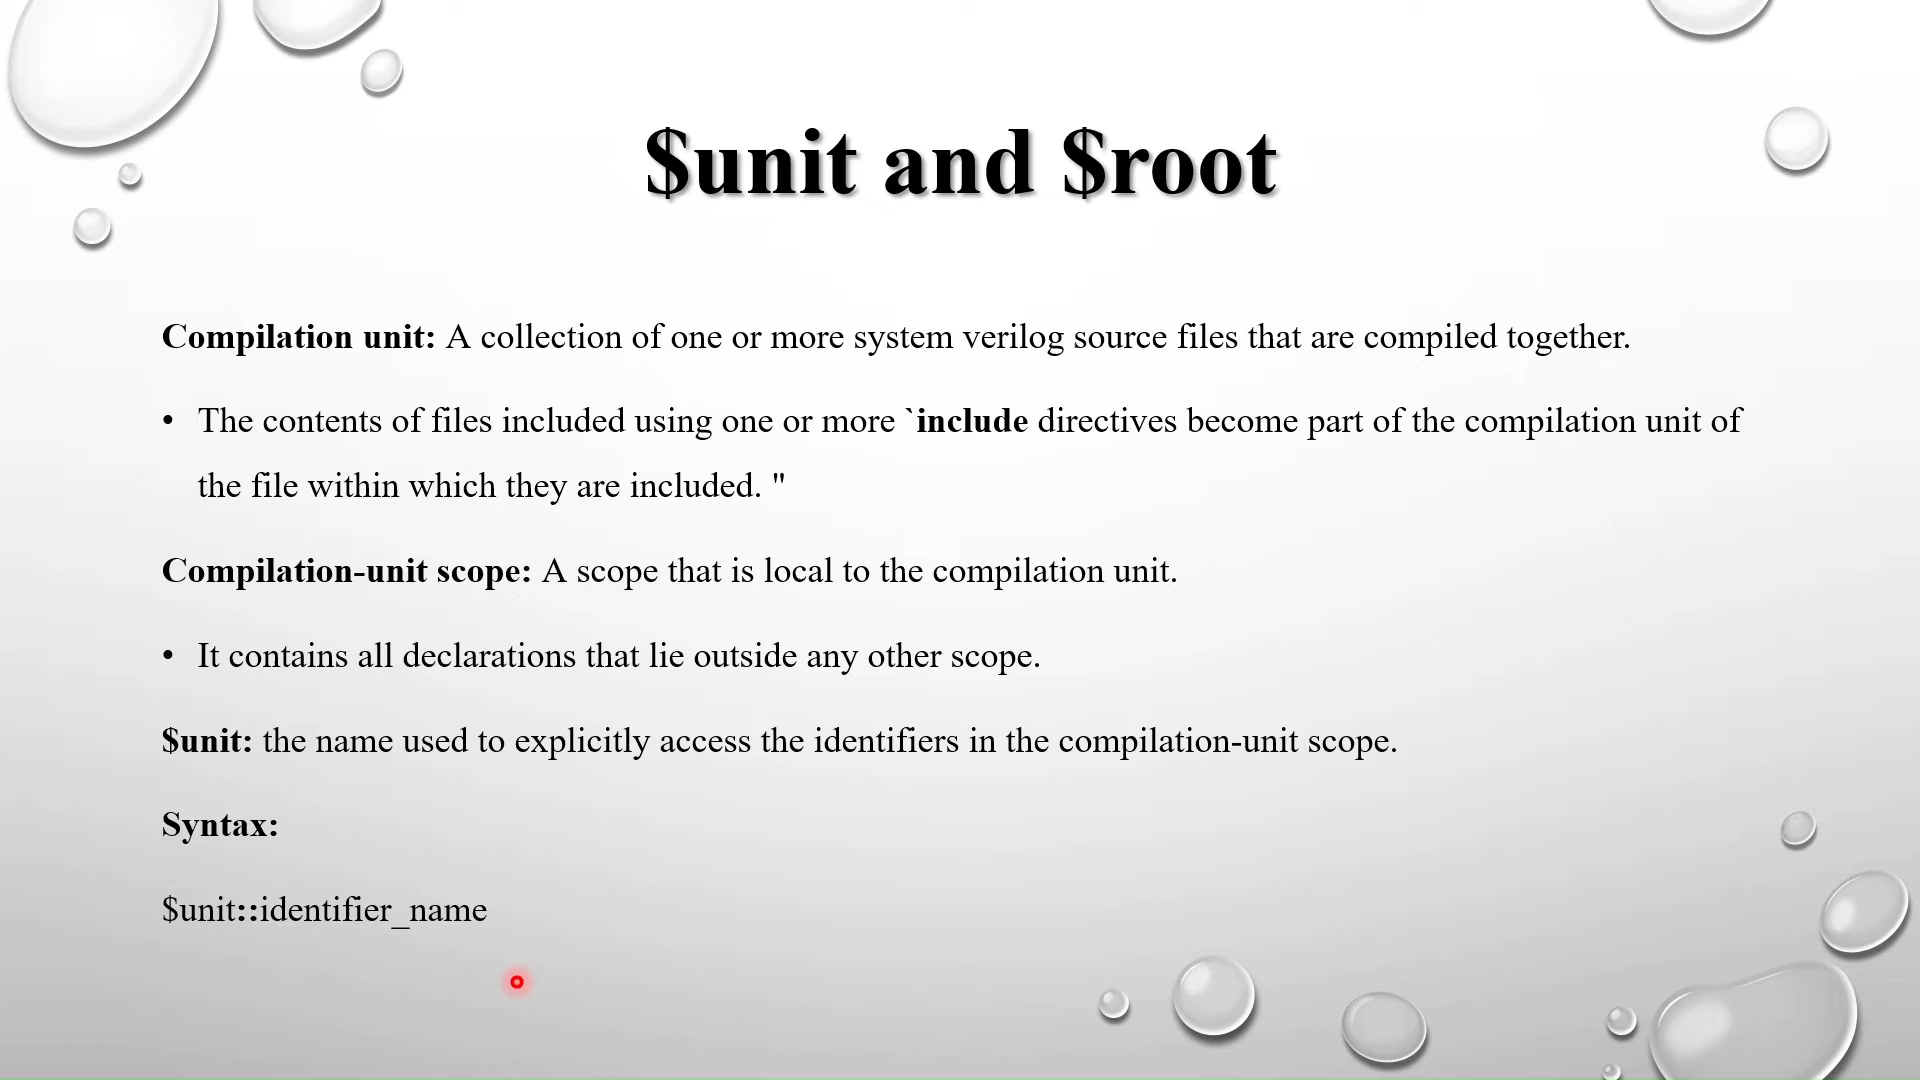 $unit and $root
Compilation unit: A collection of one or more system verilog source files that are compiled together.
• The contents of files included using one or more `include directives become part of the compilation unit of
the file within which they are included. "
Compilation-unit scope: A scope that is local to the compilation unit.
• It contains all declarations that lie outside any other scope.
$unit: the name used to explicitly access the identifiers in the compilation-unit scope.
Syntax:
$unit::identifier_name